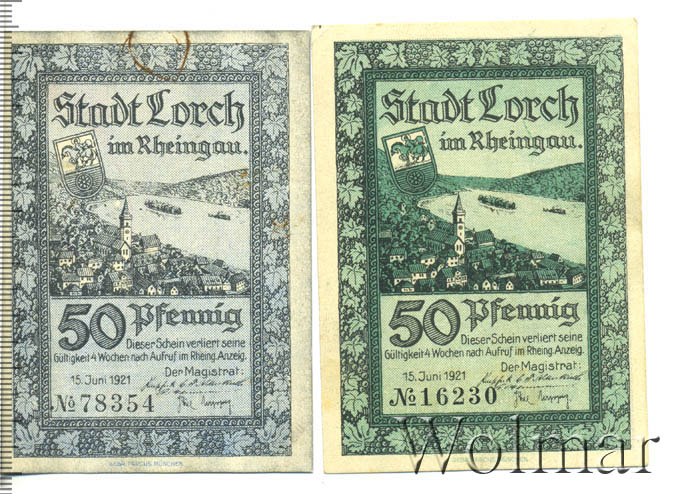 Stadt Lorch
im Rheingau.
50 Pfennig
Dieser Schein verliert seine
Gültigkeit 4 Wochen nach Aufruf im Rheing. Anzeig.
Der Magistrat:
15. Juni 1921
No 78354
Stadt Lorch
im Rheingau.
50 Pfennig
Dieser Schein verliert seine
Gültigkeit 4 Wochen nach Aufruf im Rheing. Anzeig.
Der Magistrat:
15. Juni 1921
No 16230
Wolmar